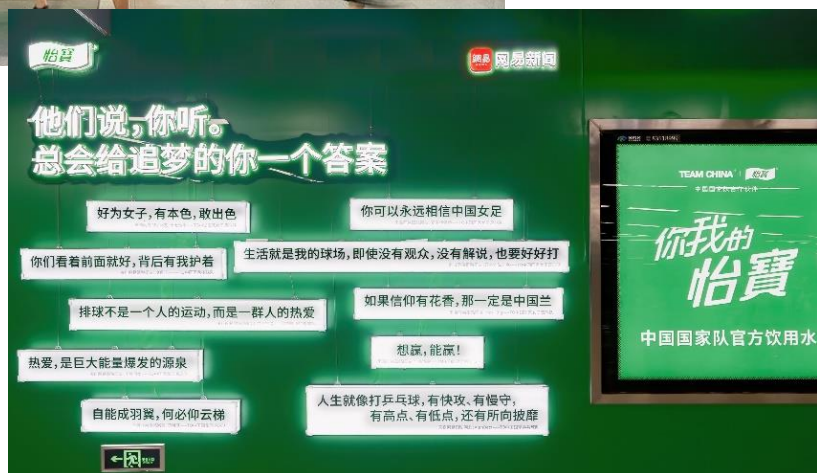 怡寶
网易新闻
他们说,你听。
总会给追梦的你一个答案
好为女子,有本色,敢出色
你可以永远相信中国女足
你们看着前面就好,背后有我护着
生活就是我的球场,即使没有观众,没有解说,也要好好打
排球不是一个人的运动,而是一群人的热爱
如果信仰有花香,那一定是中国兰
想赢,能赢!
热爱,是巨大能量爆发的源泉
自能成羽翼,何必仰云梯
人生就像打乒乓球,有快攻、有慢守,
有高点、有低点,还有所向披靡
TEAM CHINA
怡寶
你我的
怡寶
中国国家队官方饮用水